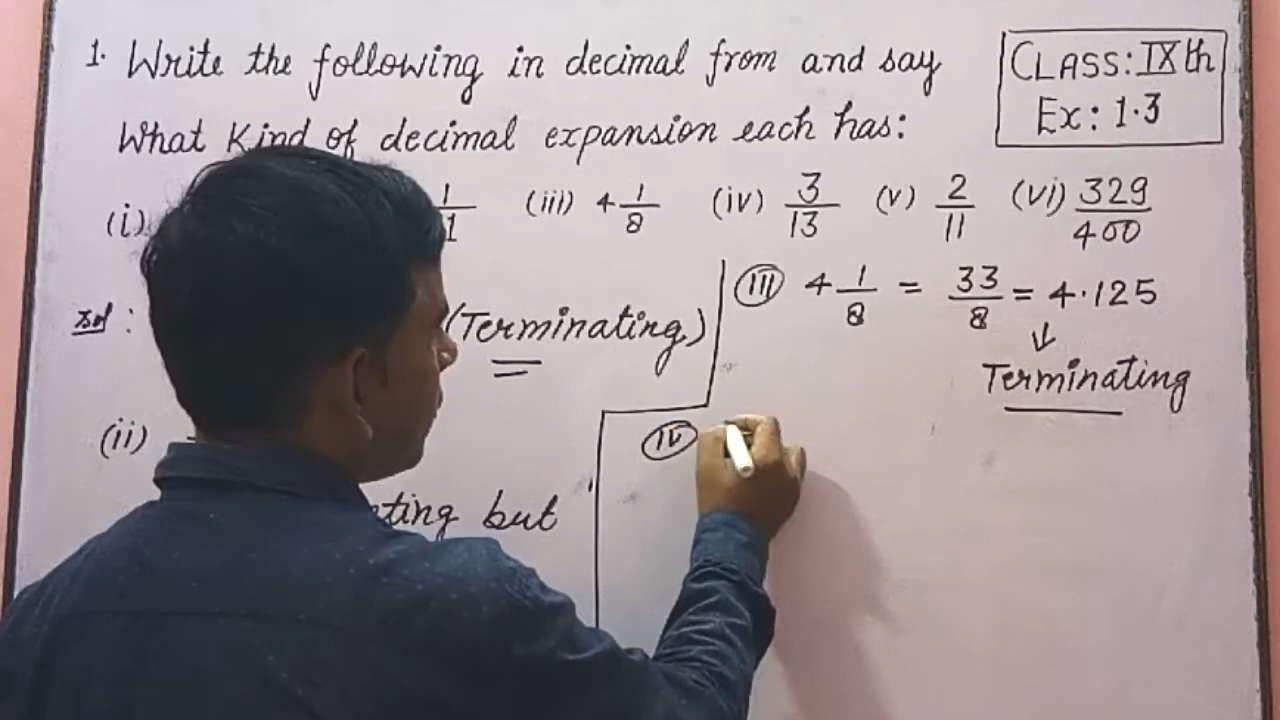 1. Write the following in decimal from and say
What Kind of decimal expansion each has:
CLASS: IXth
Ex: 1.3
(i) (iii) 4 1/8 (iv) 3/13 (v) 2/11 (vi) 329/400
Sol :
(Terminating)
(ii)
but
(III) 4 1/8 = 33/8 = 4.125
↓
Terminating
(IV)